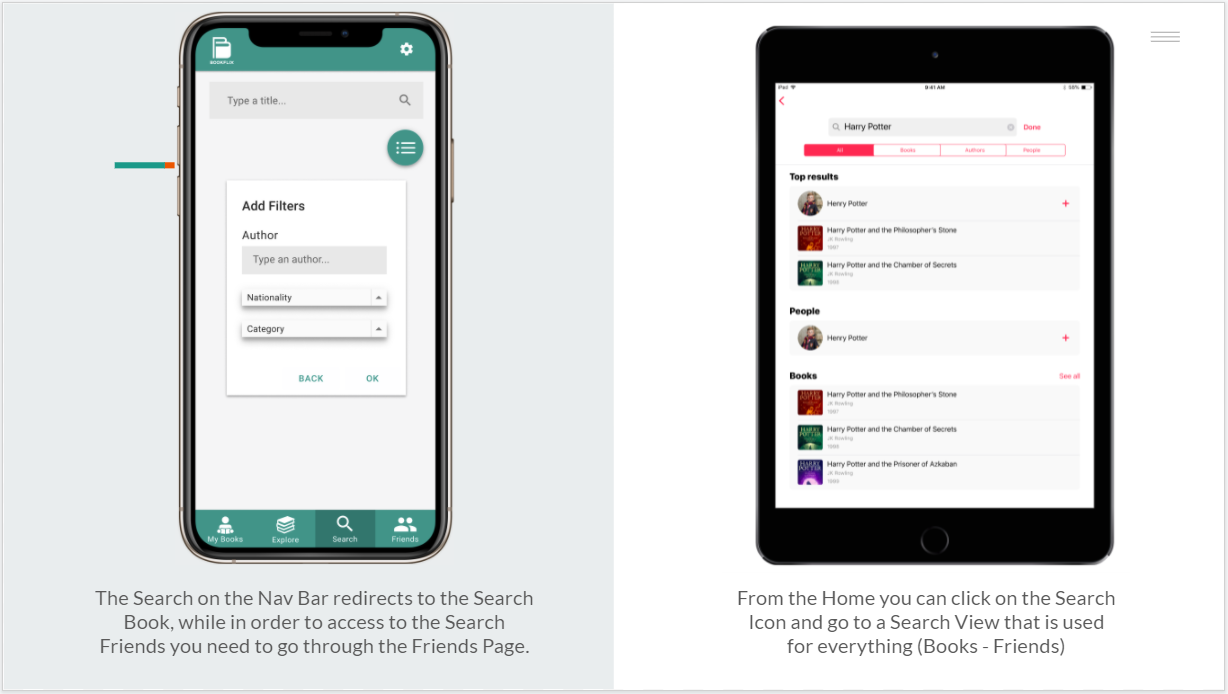 BOOKFLIX
Type a title...
Add Filters
Author
Type an author...
Nationality
Category
BACK OK
My Books Explore Search Friends
The Search on the Nav Bar redirects to the Search
Book, while in order to access to the Search
Friends you need to go through the Friends Page.
iPad 9:41 AM 50%
Harry Potter Done
All Books Authors People
Top results
Herry Potter
Harry Potter and the Philosopher's Stone
JK Rowling
1997
Harry Potter and the Chamber of Secrets
JK Rowling
1998
People
Henry Potter
Books See all
Harry Potter and the Philosopher's Stone
JK Rowling
1997
Harry Potter and the Chamber of Secrets
JK Rowling
1998
Harry Potter and the Prisoner of Azkaban
JK Rowling
1999
From the Home you can click on the Search
Icon and go to a Search View that is used
for everything (Books - Friends)